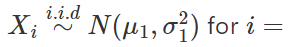 $X_i \overset{i.i.d}{\sim} N(\mu_1, \sigma_1^2)$ for $i =$